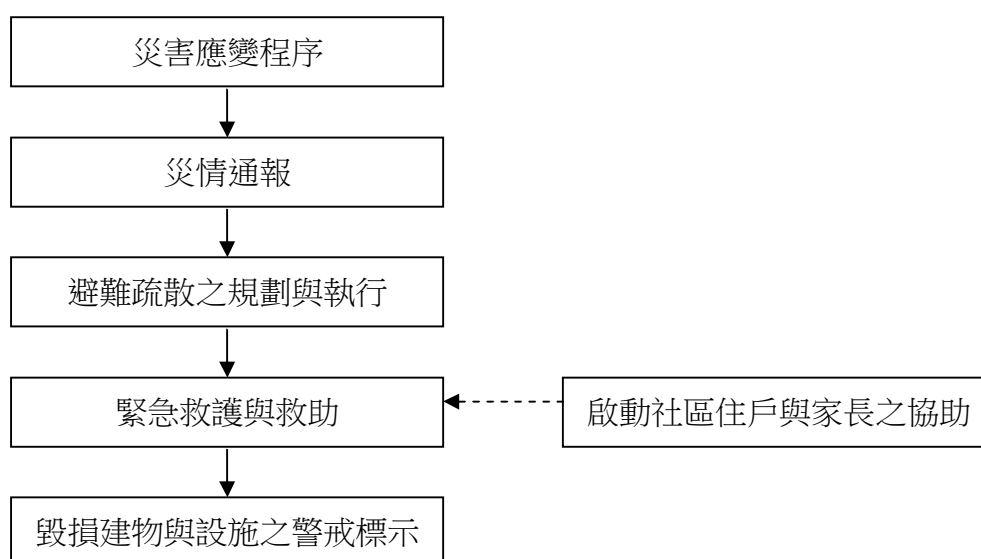 災害應變程序
災情通報
避難疏散之規劃與執行
緊急救護與救助
啟動社區住戶與家長之協助
毀損建物與設施之警戒標示